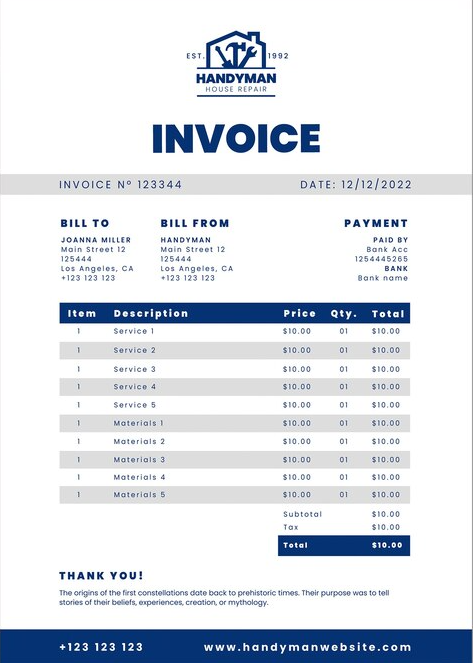 EST. 1992
HANDYMAN
HOUSE REPAIR
INVOICE
INVOICE Nº 123344 DATE: 12/12/2022
BILL TO BILL FROM PAYMENT
JOANNA MILLER HANDYMAN PAID BY
Main Street 12 Main Street 12 Bank Acc
125444 125444 1254445265
Los Angeles, CA Los Angeles, CA BANK
+123 123 123 +123 123 123 Bank name
Item Description Price Qty. Total
1 Service 1 $10.00 01 $10.00
1 Service 2 $10.00 01 $10.00
1 Service 3 $10.00 01 $10.00
1 Service 4 $10.00 01 $10.00
1 Service 5 $10.00 01 $10.00
1 Materials 1 $10.00 01 $10.00
1 Materials 2 $10.00 01 $10.00
1 Materials 3 $10.00 01 $10.00
1 Materials 4 $10.00 01 $10.00
1 Materials 5 $10.00 01 $10.00
Subtotal $10.00
Tax $10.00
Total $10.00
THANK YOU!
The origins of the first constellations date back to prehistoric times. Their purpose was to tell
stories of their beliefs, experiences, creation, or mythology.
+123 123 123 www.handymanwebsite.com